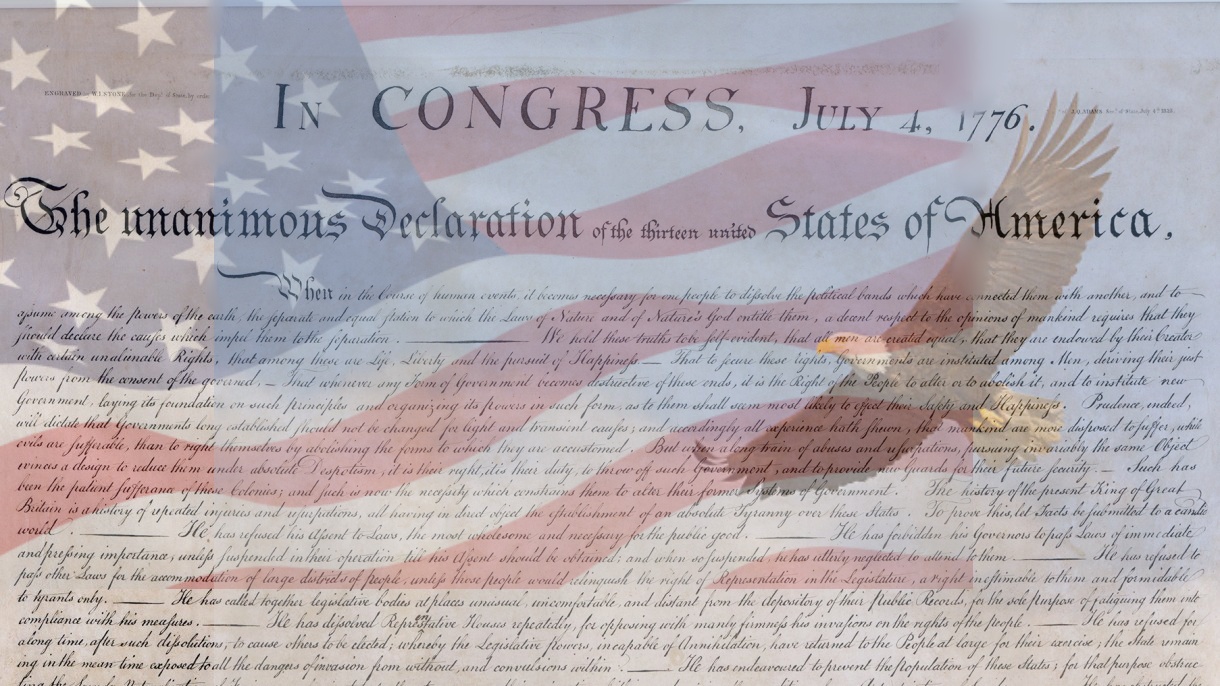 ENGRAVED by W.I. STONE, for the Dept. of State, by order
J.Q. ADAMS, Sec. of State, July 4th 1823.
IN CONGRESS, JULY 4, 1776.
The unanimous Declaration of the thirteen united States of America,
When in the Course of human events, it becomes necessary for one people to dissolve the political bands which have connected them with another, and to
assume among the powers of the earth, the separate and equal station to which the Laws of Nature and of Nature's God entitle them, a decent respect to the opinions of mankind requires that they
should declare the causes which impel them to the separation. — We hold these truths to be self-evident, that all men are created equal, that they are endowed by their Creator
with certain unalienable Rights, that among these are Life, Liberty and the pursuit of Happiness.— That to secure these rights, Governments are instituted among Men, deriving their just
powers from the consent of the governed,— That whenever any Form of Government becomes destructive of these ends, it is the Right of the People to alter or to abolish it, and to institute new
Government, laying its foundation on such principles and organizing its powers in such form, as to them shall seem most likely to effect their Safety and Happiness. Prudence, indeed,
will dictate that Governments long established should not be changed for light and transient causes; and accordingly all experience hath shewn, that mankind are more disposed to suffer, while
evils are sufferable, than to right themselves by abolishing the forms to which they are accustomed. But when a long train of abuses and usurpations, pursuing invariably the same Object
evinces a design to reduce them under absolute Despotism, it is their right, it is their duty, to throw off such Government, and to provide new Guards for their future security.— Such has
been the patient sufferance of these Colonies; and such is now the necessity which constrains them to alter their former Systems of Government. The history of the present King of Great
Britain is a history of repeated injuries and usurpations, all having in direct object the establishment of an absolute Tyranny over these States. To prove this, let Facts be submitted to a candid
world. — He has refused his Assent to Laws, the most wholesome and necessary for the public good. — He has forbidden his Governors to pass Laws of immediate
and pressing importance, unless suspended in their operation till his Assent should be obtained; and when so suspended, he has utterly neglected to attend to them. — He has refused to
pass other Laws for the accommodation of large districts of people, unless those people would relinquish the right of Representation in the Legislature, a right inestimable to them and formidable
to tyrants only. — He has called together legislative bodies at places unusual, uncomfortable, and distant from the depository of their Public Records, for the sole purpose of fatiguing them into
compliance with his measures. — He has dissolved Representative Houses repeatedly, for opposing with manly firmness his invasions on the rights of the people. — He has refused for
a long time, after such dissolutions, to cause others to be elected; whereby the Legislative powers, incapable of Annihilation, have returned to the People at large for their exercise; the State remain
ing in the mean time exposed to all the dangers of invasion from without, and convulsions within. — He has endeavoured to prevent the population of these States; for that purpose obstruc